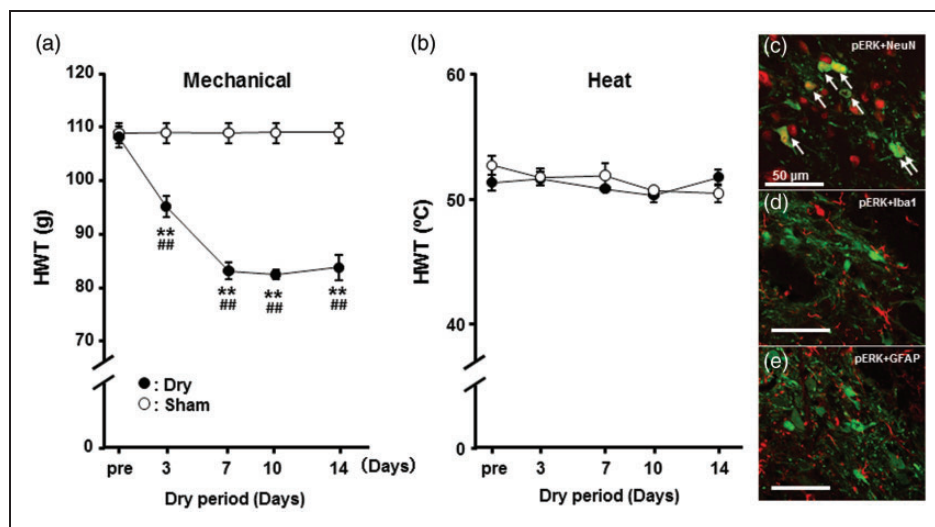 (a)
Mechanical
HWT (g)
120
110
100
90
80
70
0
**
##
**
##
**
##
**
##
●: Dry
○: Sham
pre 3 7 10 14 (Days)
Dry period (Days)
(b)
Heat
HWT (ºC)
60
50
40
0
pre 3 7 10 14
Dry period (Days)
(c)
pERK+NeuN
50 µm
(d)
pERK+Iba1
(e)
pERK+GFAP